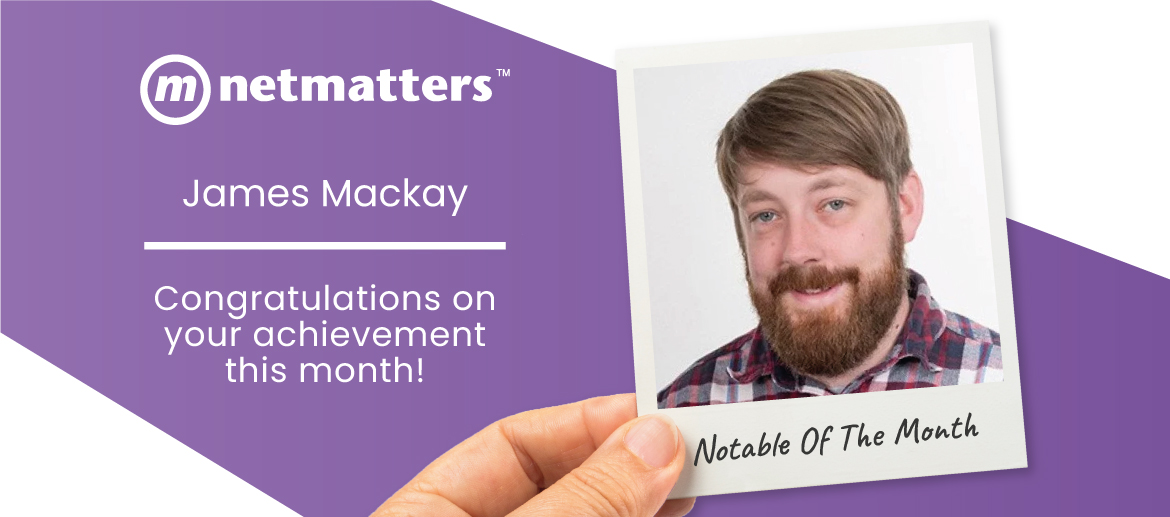 m netmatters™
James Mackay
Congratulations on
your achievement
this month!
Notable Of The Month